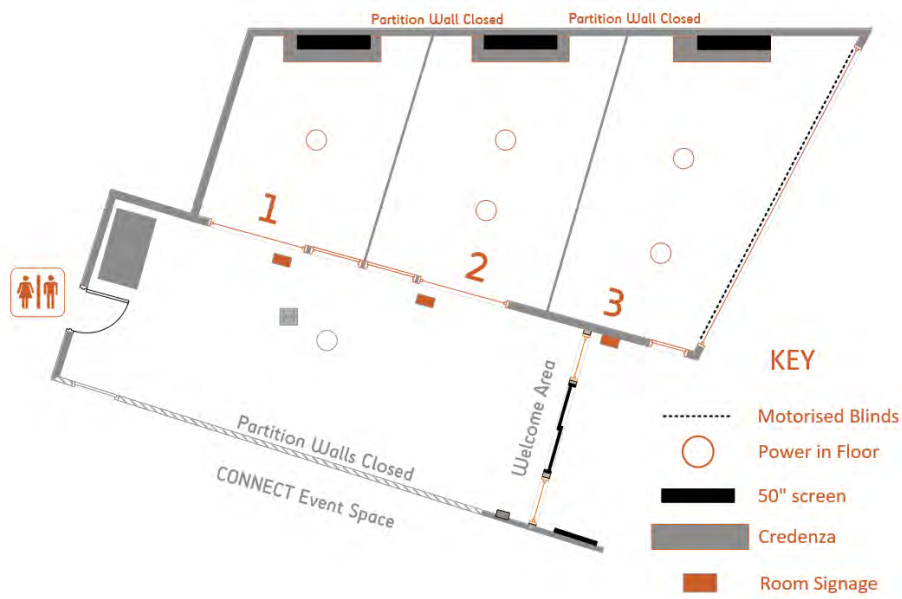 Partition Wall Closed
Partition Wall Closed
1
2
3
Welcome Area
Partition Walls Closed
CONNECT Event Space
KEY
Motorised Blinds
Power in Floor
50" screen
Credenza
Room Signage